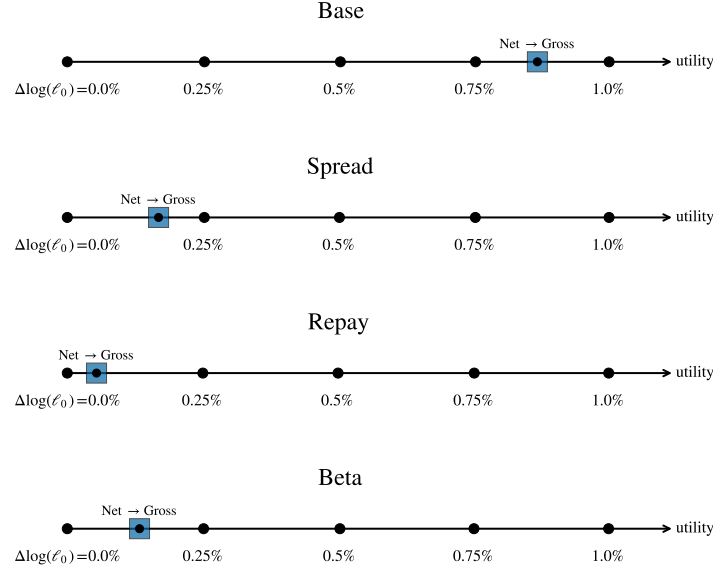 Base
Net → Gross
utility
Δlog(ℓ₀)=0.0% 0.25% 0.5% 0.75% 1.0%
Spread
Net → Gross
utility
Δlog(ℓ₀)=0.0% 0.25% 0.5% 0.75% 1.0%
Repay
Net → Gross
utility
Δlog(ℓ₀)=0.0% 0.25% 0.5% 0.75% 1.0%
Beta
Net → Gross
utility
Δlog(ℓ₀)=0.0% 0.25% 0.5% 0.75% 1.0%